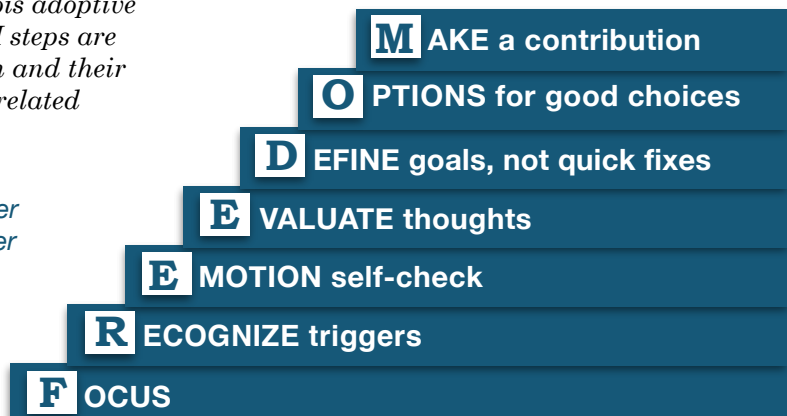 is adoptive
steps are
and their
related
er
er
MAKE a contribution
OPTIONS for good choices
DEFINE goals, not quick fixes
EVALUATE thoughts
EMOTION self-check
RECOGNIZE triggers
FOCUS